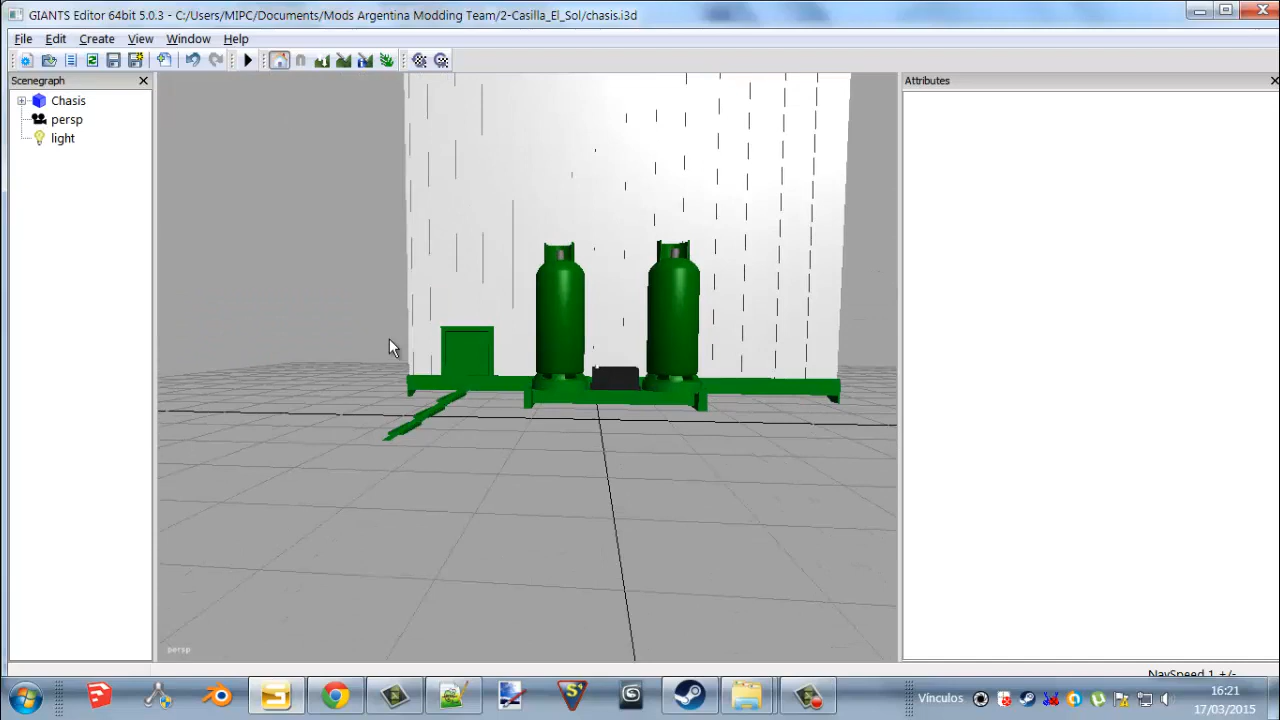 GIANTS Editor 64bit 5.0.3 - C:/Users/MIPC/Documents/Mods Argentina Modding Team/2-Casilla_El_Sol/chasis.i3d
File Edit Create View Window Help
Scenegraph
Attributes
Chasis
persp
light
persp
NavSpeed 1 +/-
Vínculos
16:21
17/03/2015